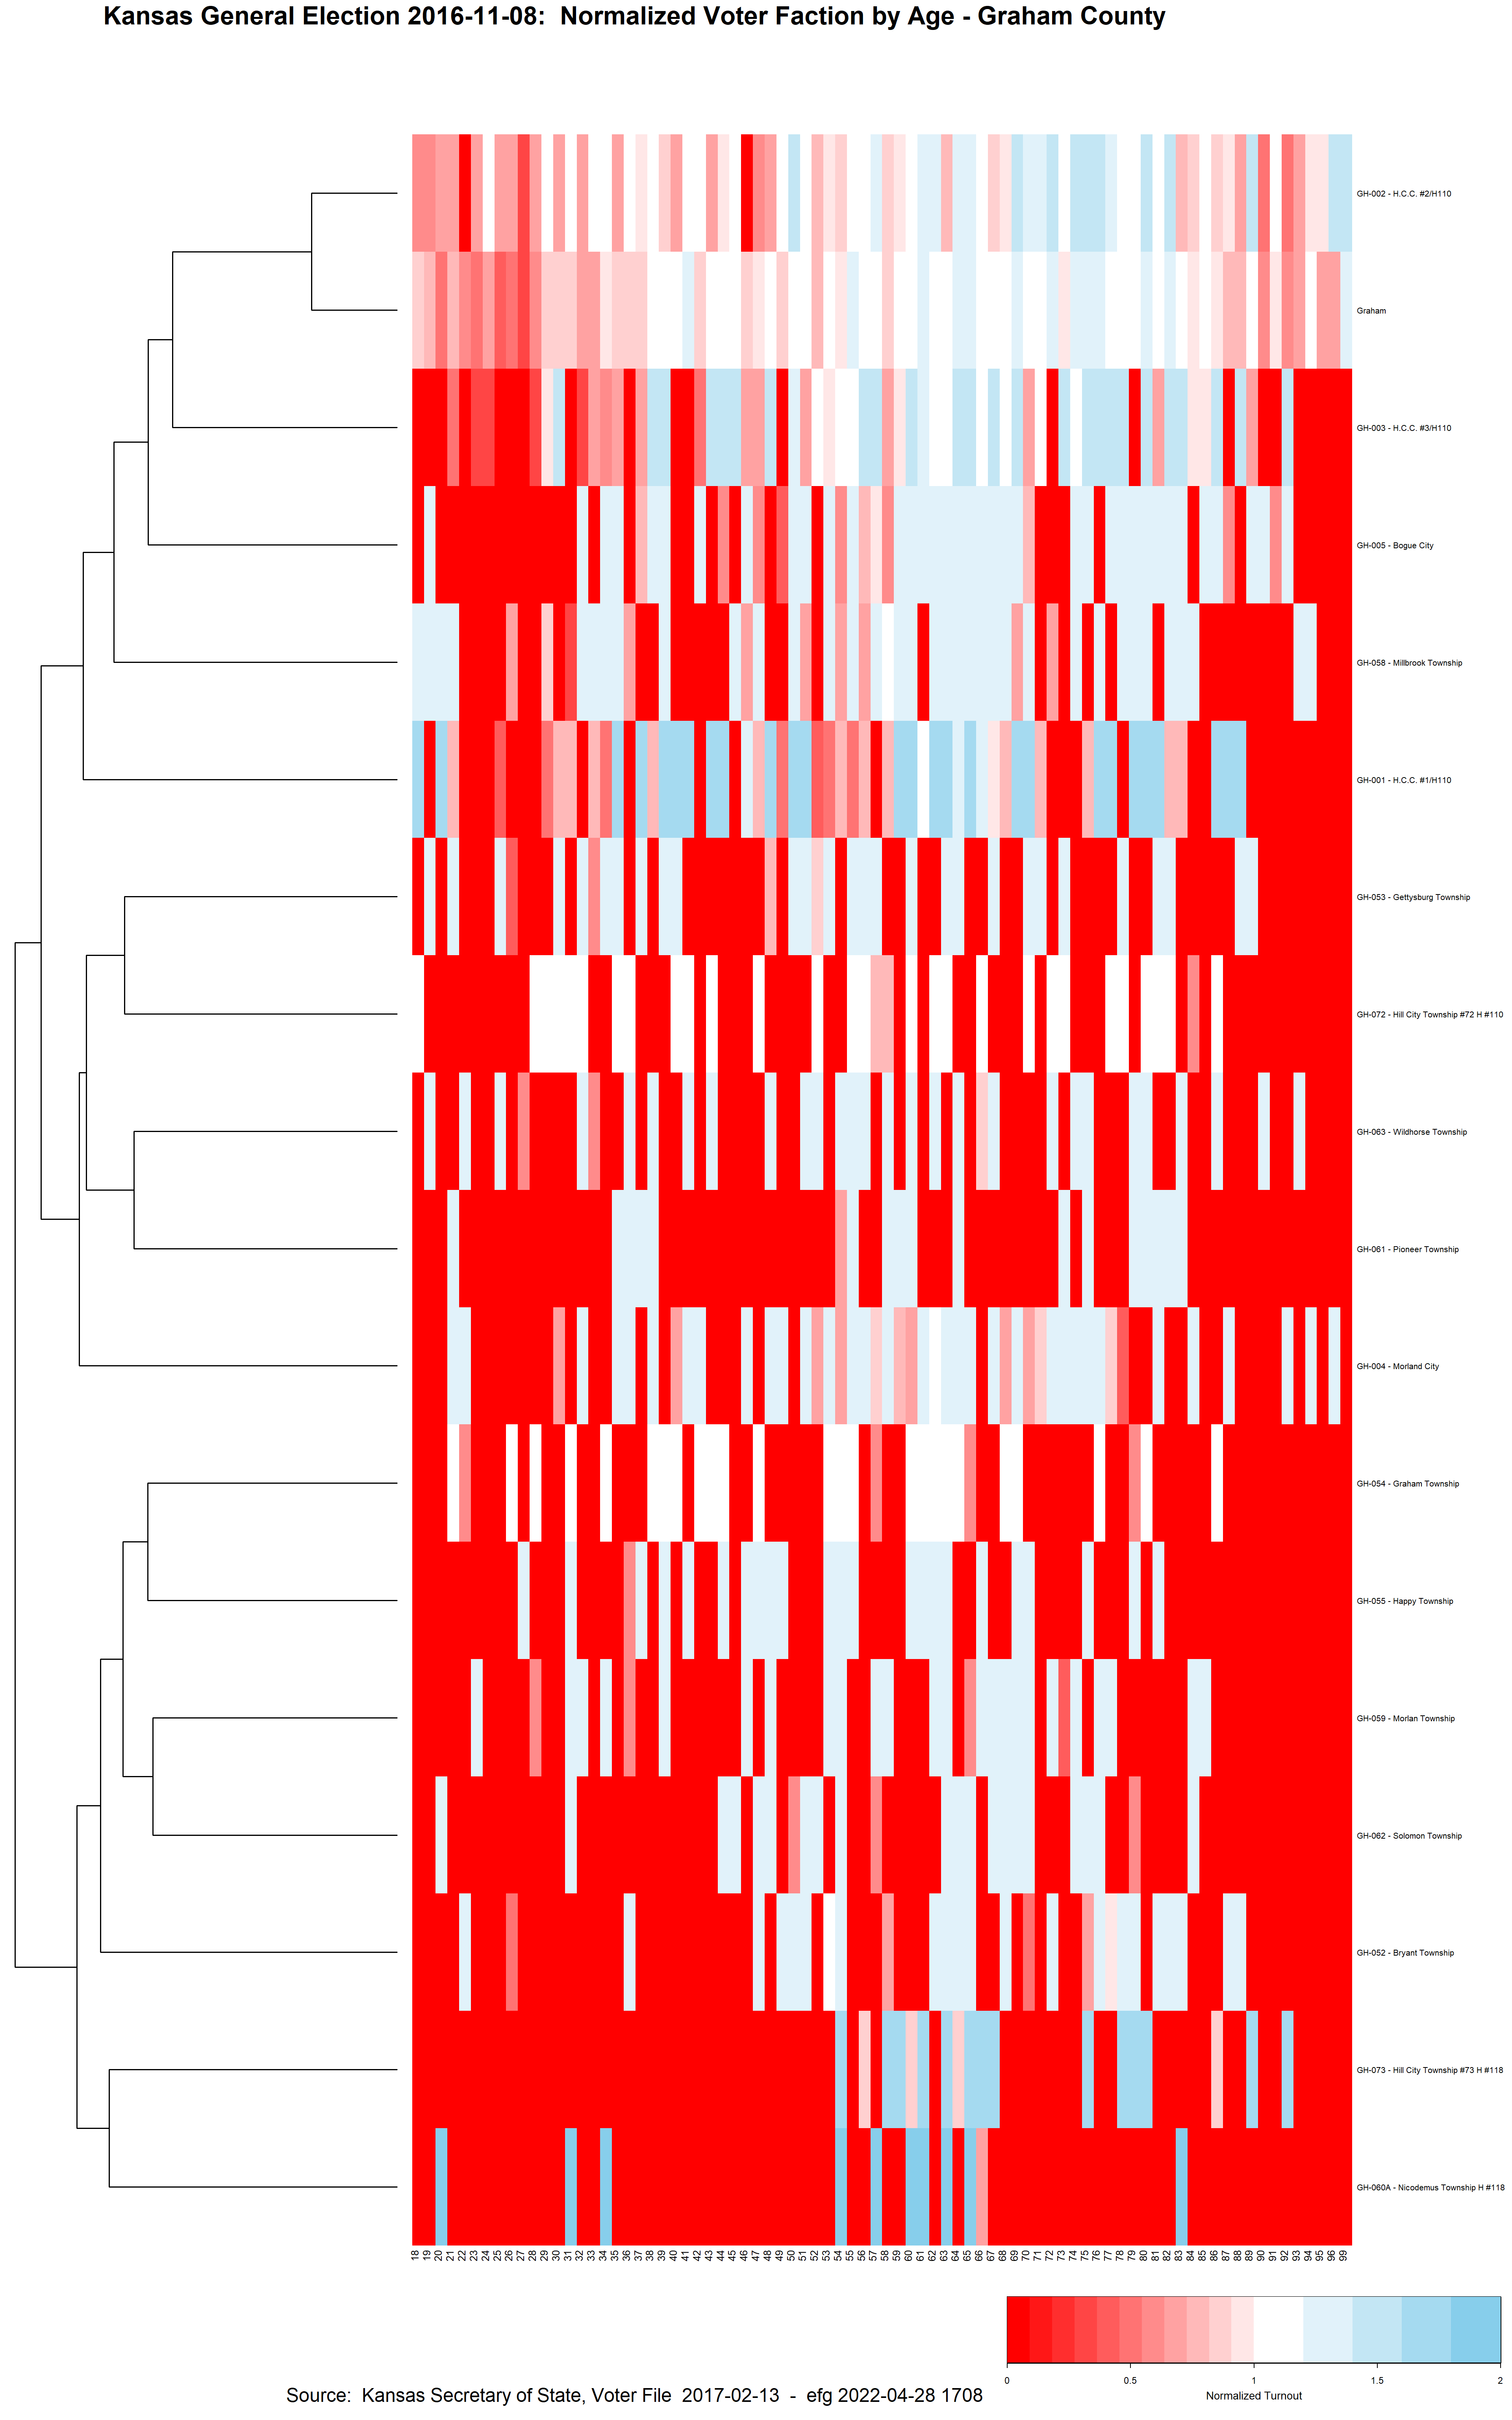 Kansas General Election 2016-11-08:  Normalized Voter Faction by Age - Graham County
GH-002 - H.C.C. #2/H110
Graham
GH-003 - H.C.C. #3/H110
GH-005 - Bogue City
GH-058 - Millbrook Township
GH-001 - H.C.C. #1/H110
GH-053 - Gettysburg Township
GH-072 - Hill City Township #72 H #110
GH-063 - Wildhorse Township
GH-061 - Pioneer Township
GH-004 - Morland City
GH-054 - Graham Township
GH-055 - Happy Township
GH-059 - Morlan Township
GH-062 - Solomon Township
GH-052 - Bryant Township
GH-073 - Hill City Township #73 H #118
GH-060A - Nicodemus Township H #118
18 19 20 21 22 23 24 25 26 27 28 29 30 31 32 33 34 35 36 37 38 39 40 41 42 43 44 45 46 47 48 49 50 51 52 53 54 55 56 57 58 59 60 61 62 63 64 65 66 67 68 69 70 71 72 73 74 75 76 77 78 79 80 81 82 83 84 85 86 87 88 89 90 91 92 93 94 95 96 99
0 0.5 1 1.5 2
Normalized Turnout
Source:  Kansas Secretary of State, Voter File  2017-02-13  -  efg 2022-04-28 1708